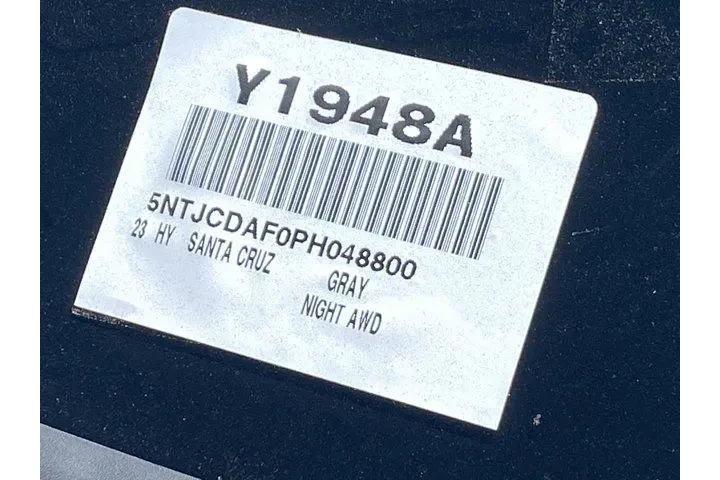 Y1948A
5NTJCDAF0PH048800
23 HY SANTA CRUZ GRAY
NIGHT AWD